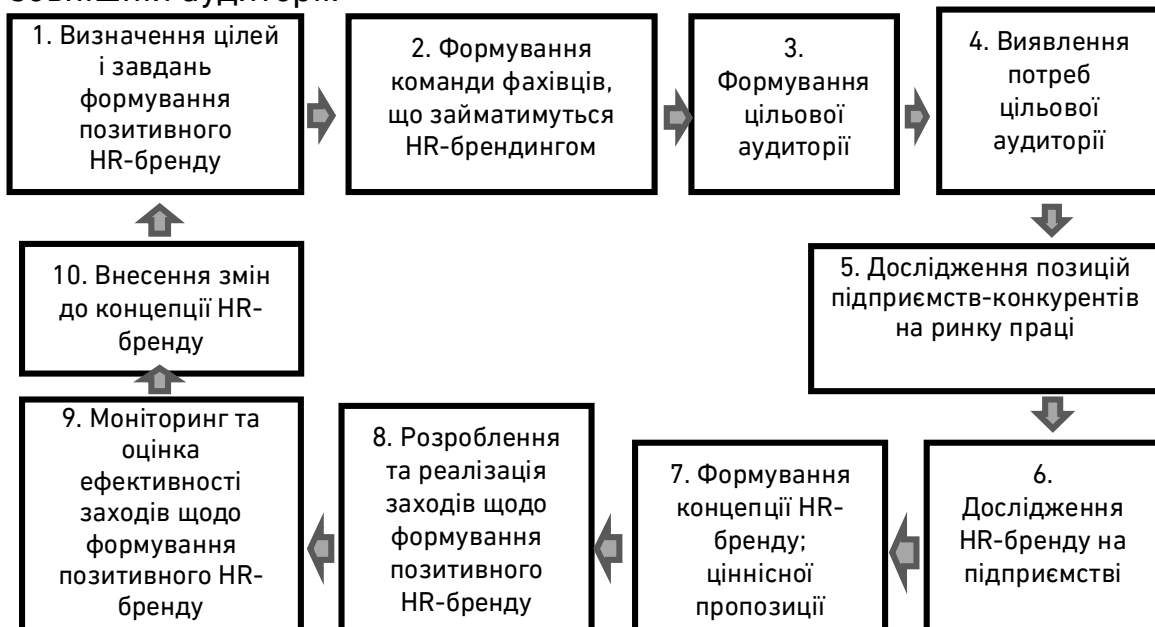 зовнішній аудиторії.
1. Визначення цілей
і завдань
формування
позитивного
HR-бренду
2. Формування
команди фахівців,
що займатимуться
HR-брендингом
3.
Формування
цільової
аудиторії
4. Виявлення
потреб
цільової
аудиторії
5. Дослідження позицій
підприємств-конкурентів
на ринку праці
6.
Дослідження
HR-бренду на
підприємстві
7. Формування
концепції HR-
бренду;
ціннісної
пропозиції
8. Розроблення
та реалізація
заходів щодо
формування
позитивного
HR-бренду
9. Моніторинг та
оцінка
ефективності
заходів щодо
формування
позитивного HR-
бренду
10. Внесення змін
до концепції HR-
бренду